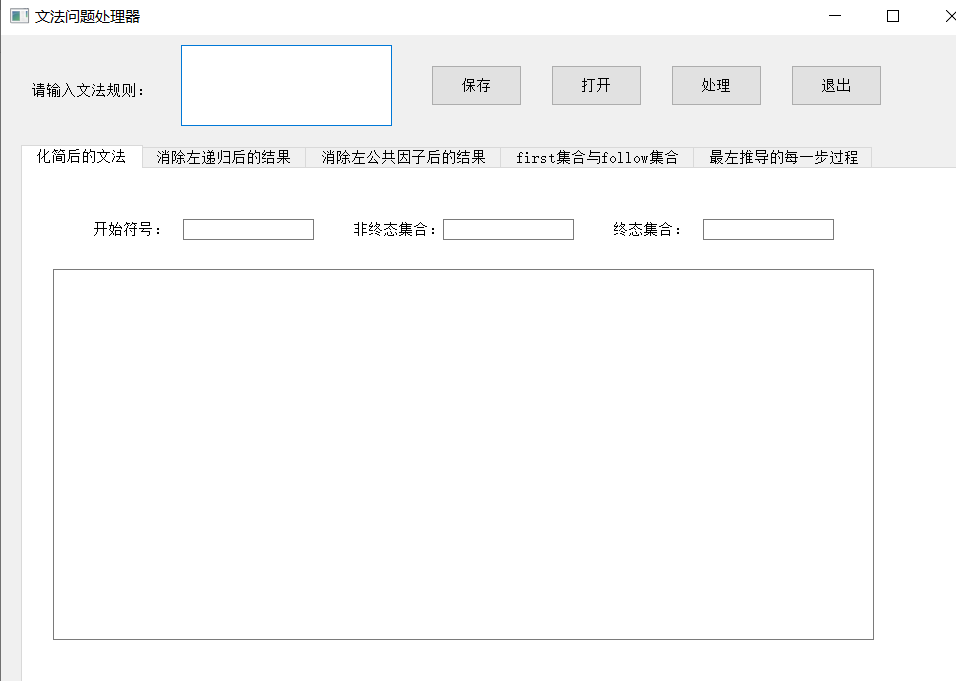 文法问题处理器
请输入文法规则：
保存 打开 处理 退出
化简后的文法 消除左递归后的结果 消除左公共因子后的结果 first集合与follow集合 最左推导的每一步过程
开始符号： 非终态集合： 终态集合：